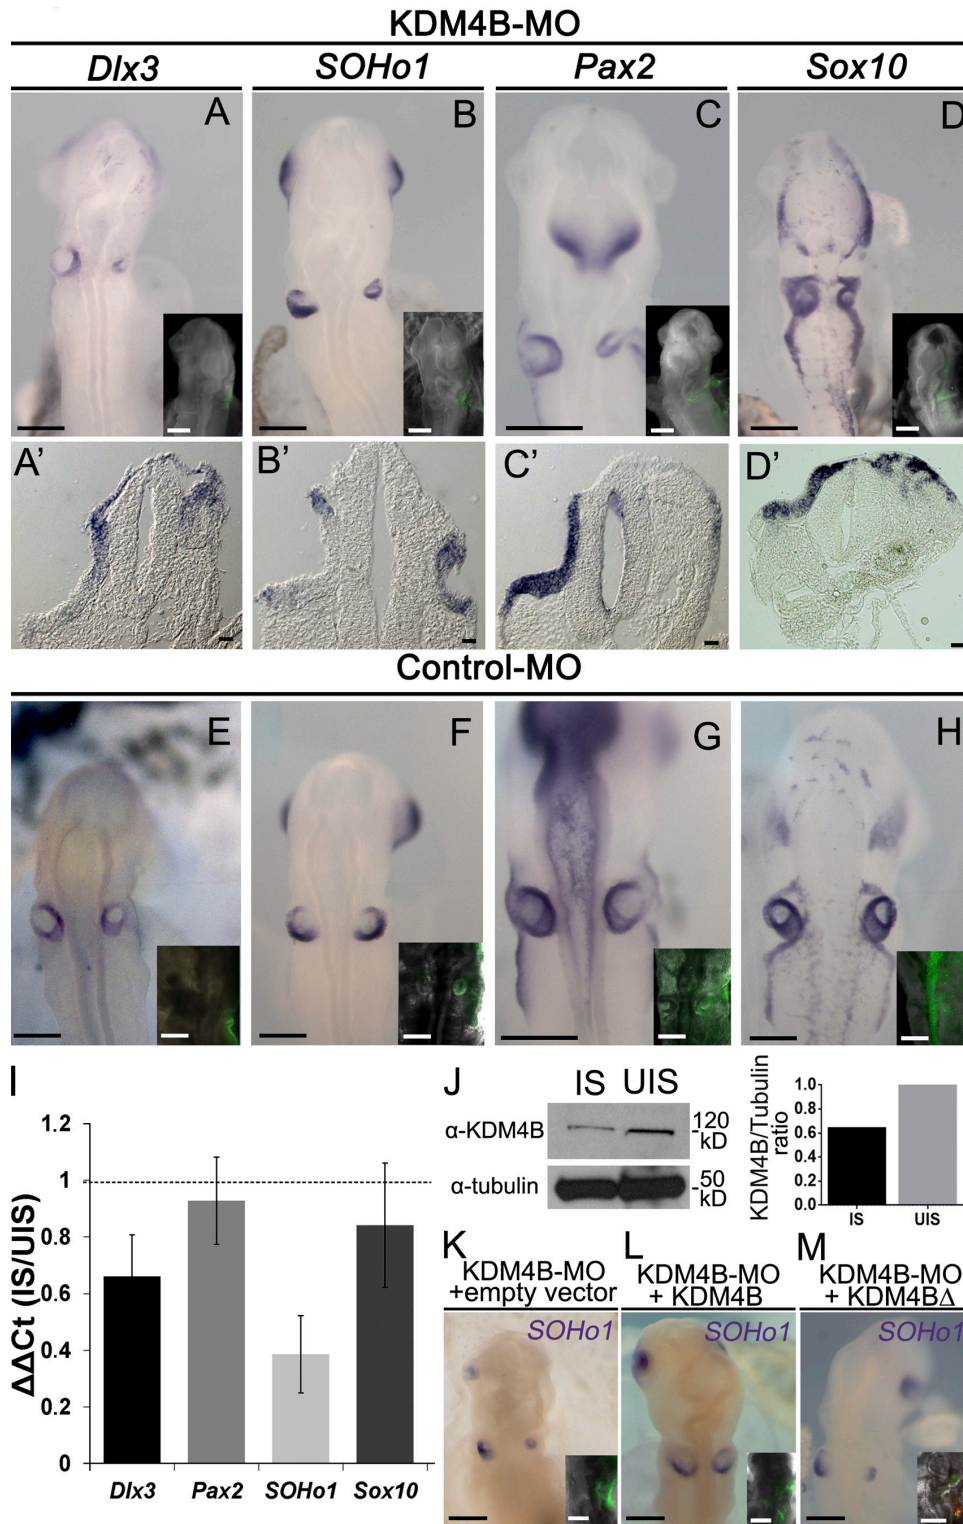 KDM4B-MO
Dlx3 SOHo1 Pax2 Sox10
A B C D
A’ B’ C’ D’
Control-MO
E F G H
I
1.2
1
0.8
0.6
0.4
0.2
0
ΔΔCt (IS/UIS)
Dlx3 Pax2 SOHo1 Sox10
J
IS UIS
α-KDM4B
-120
kD
α-tubulin
-50
kD
KDM4B/Tubulin
ratio
1.0
0.8
0.6
0.4
0.2
0.0
IS UIS
K
KDM4B-MO
+empty vector
SOHo1
L
KDM4B-MO
+ KDM4B
SOHo1
M
KDM4B-MO
+ KDM4BΔ
SOHo1